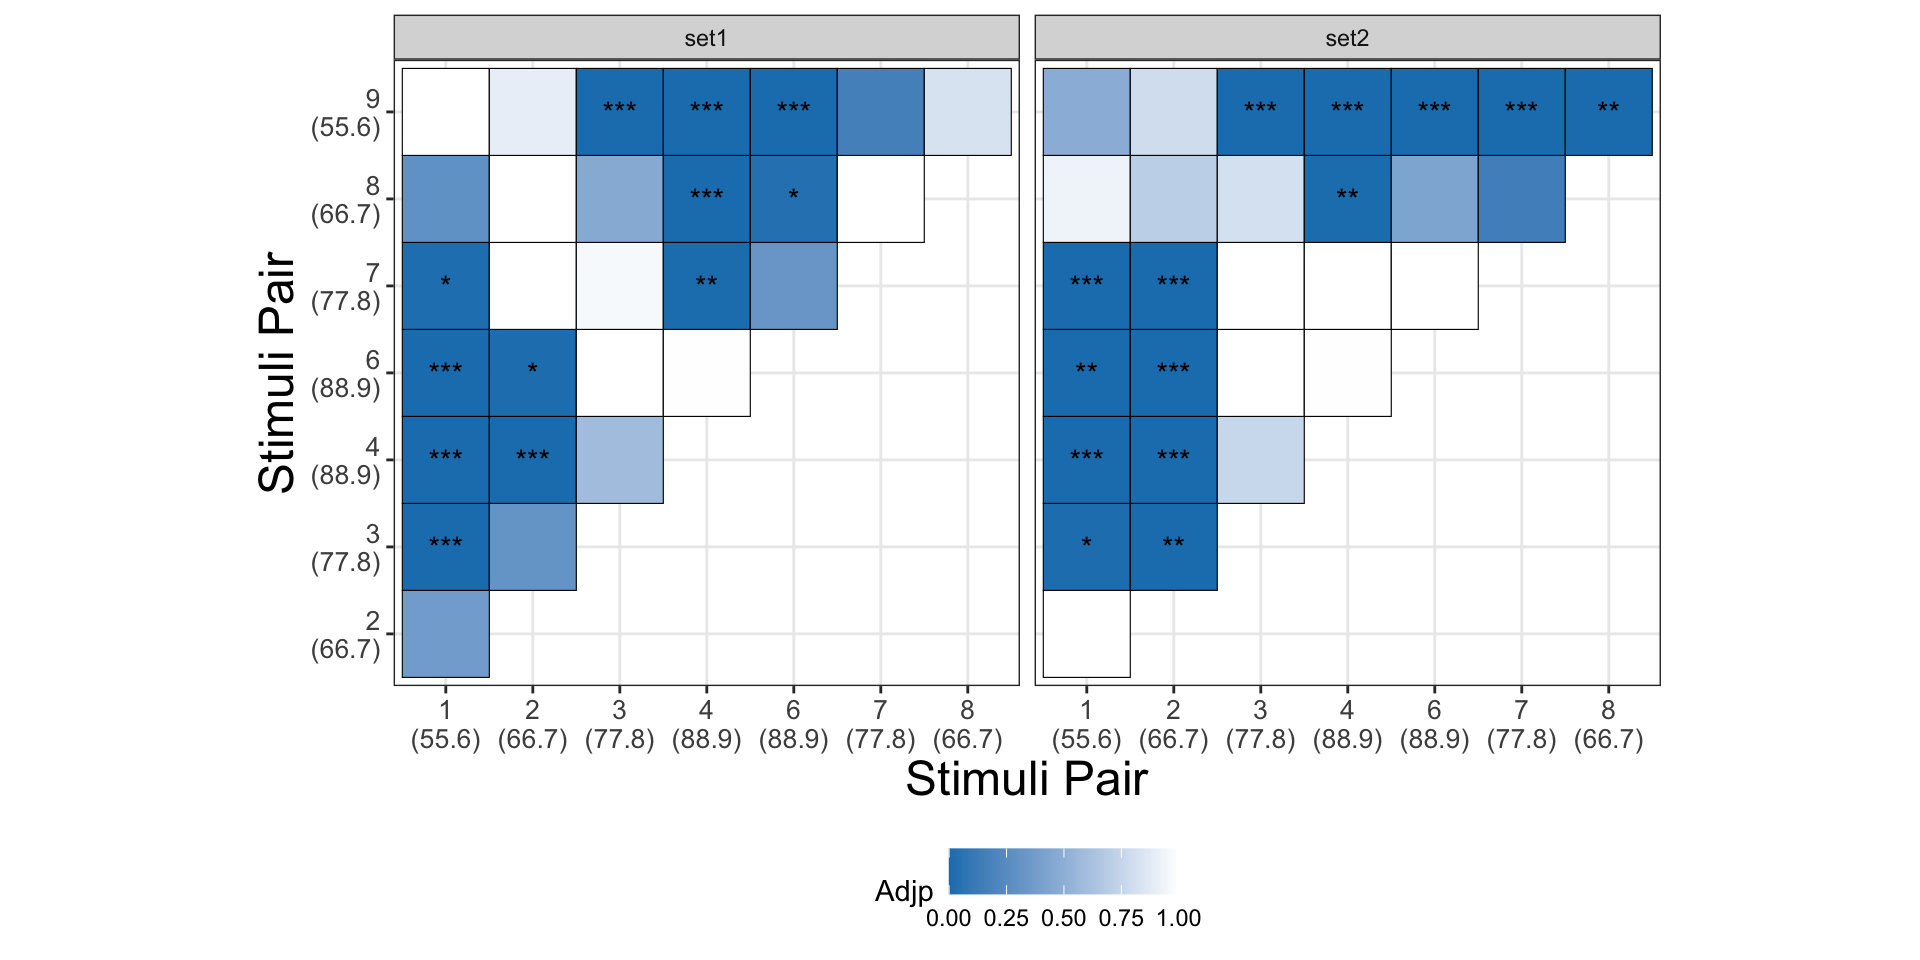 set1 set2
9
(55.6)
*** *** *** *** *** *** *** **
8
(66.7)
*** * **
7
(77.8)
* ** *** ***
6
(88.9)
*** * ** ***
4
(88.9)
*** *** *** ***
3
(77.8)
*** * **
2
(66.7)
Stimuli Pair
1 2 3 4 6 7 8 1 2 3 4 6 7 8
(55.6) (66.7) (77.8) (88.9) (88.9) (77.8) (66.7) (55.6) (66.7) (77.8) (88.9) (88.9) (77.8) (66.7)
Stimuli Pair
Adjp
0.00 0.25 0.50 0.75 1.00